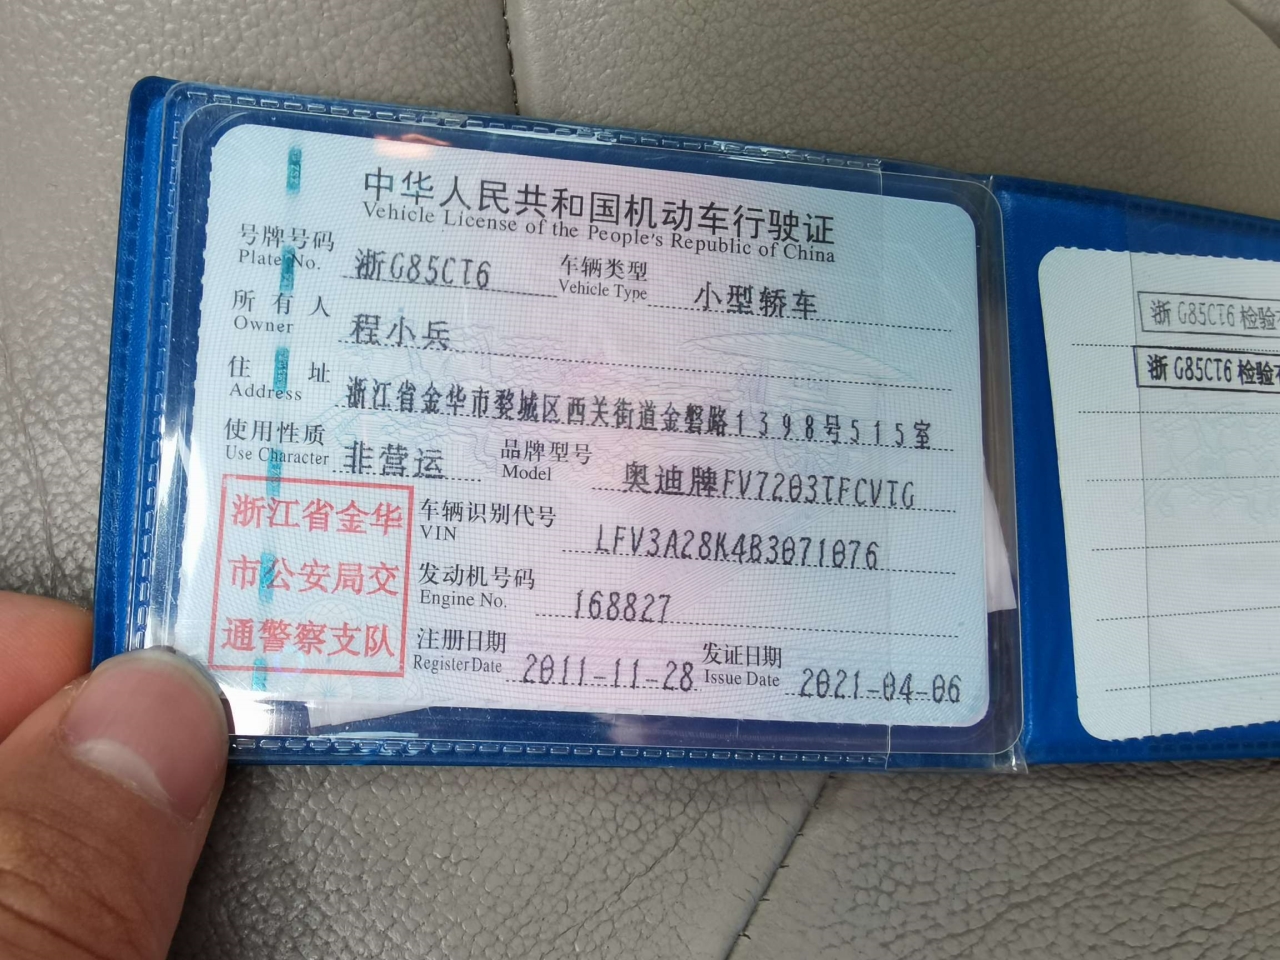 中华人民共和国机动车行驶证
Vehicle License of the People's Republic of China
号牌号码 浙G85CT6 车辆类型 小型轿车
Plate No. Vehicle Type
所有人 程小兵
Owner
住址 浙江省金华市婺城区西关街道金磐路1398号515室
Address
使用性质 非营运 品牌型号 奥迪牌FV7203TFCVTG
Use Character Model
浙江省金华
市公安局交
通警察支队
车辆识别代号 LFV3A28K4B3071076
VIN
发动机号码 168827
Engine No.
注册日期 2011-11-28 发证日期 2021-04-06
Register Date Issue Date
浙G85CT6 检验
浙G85CT6 检验